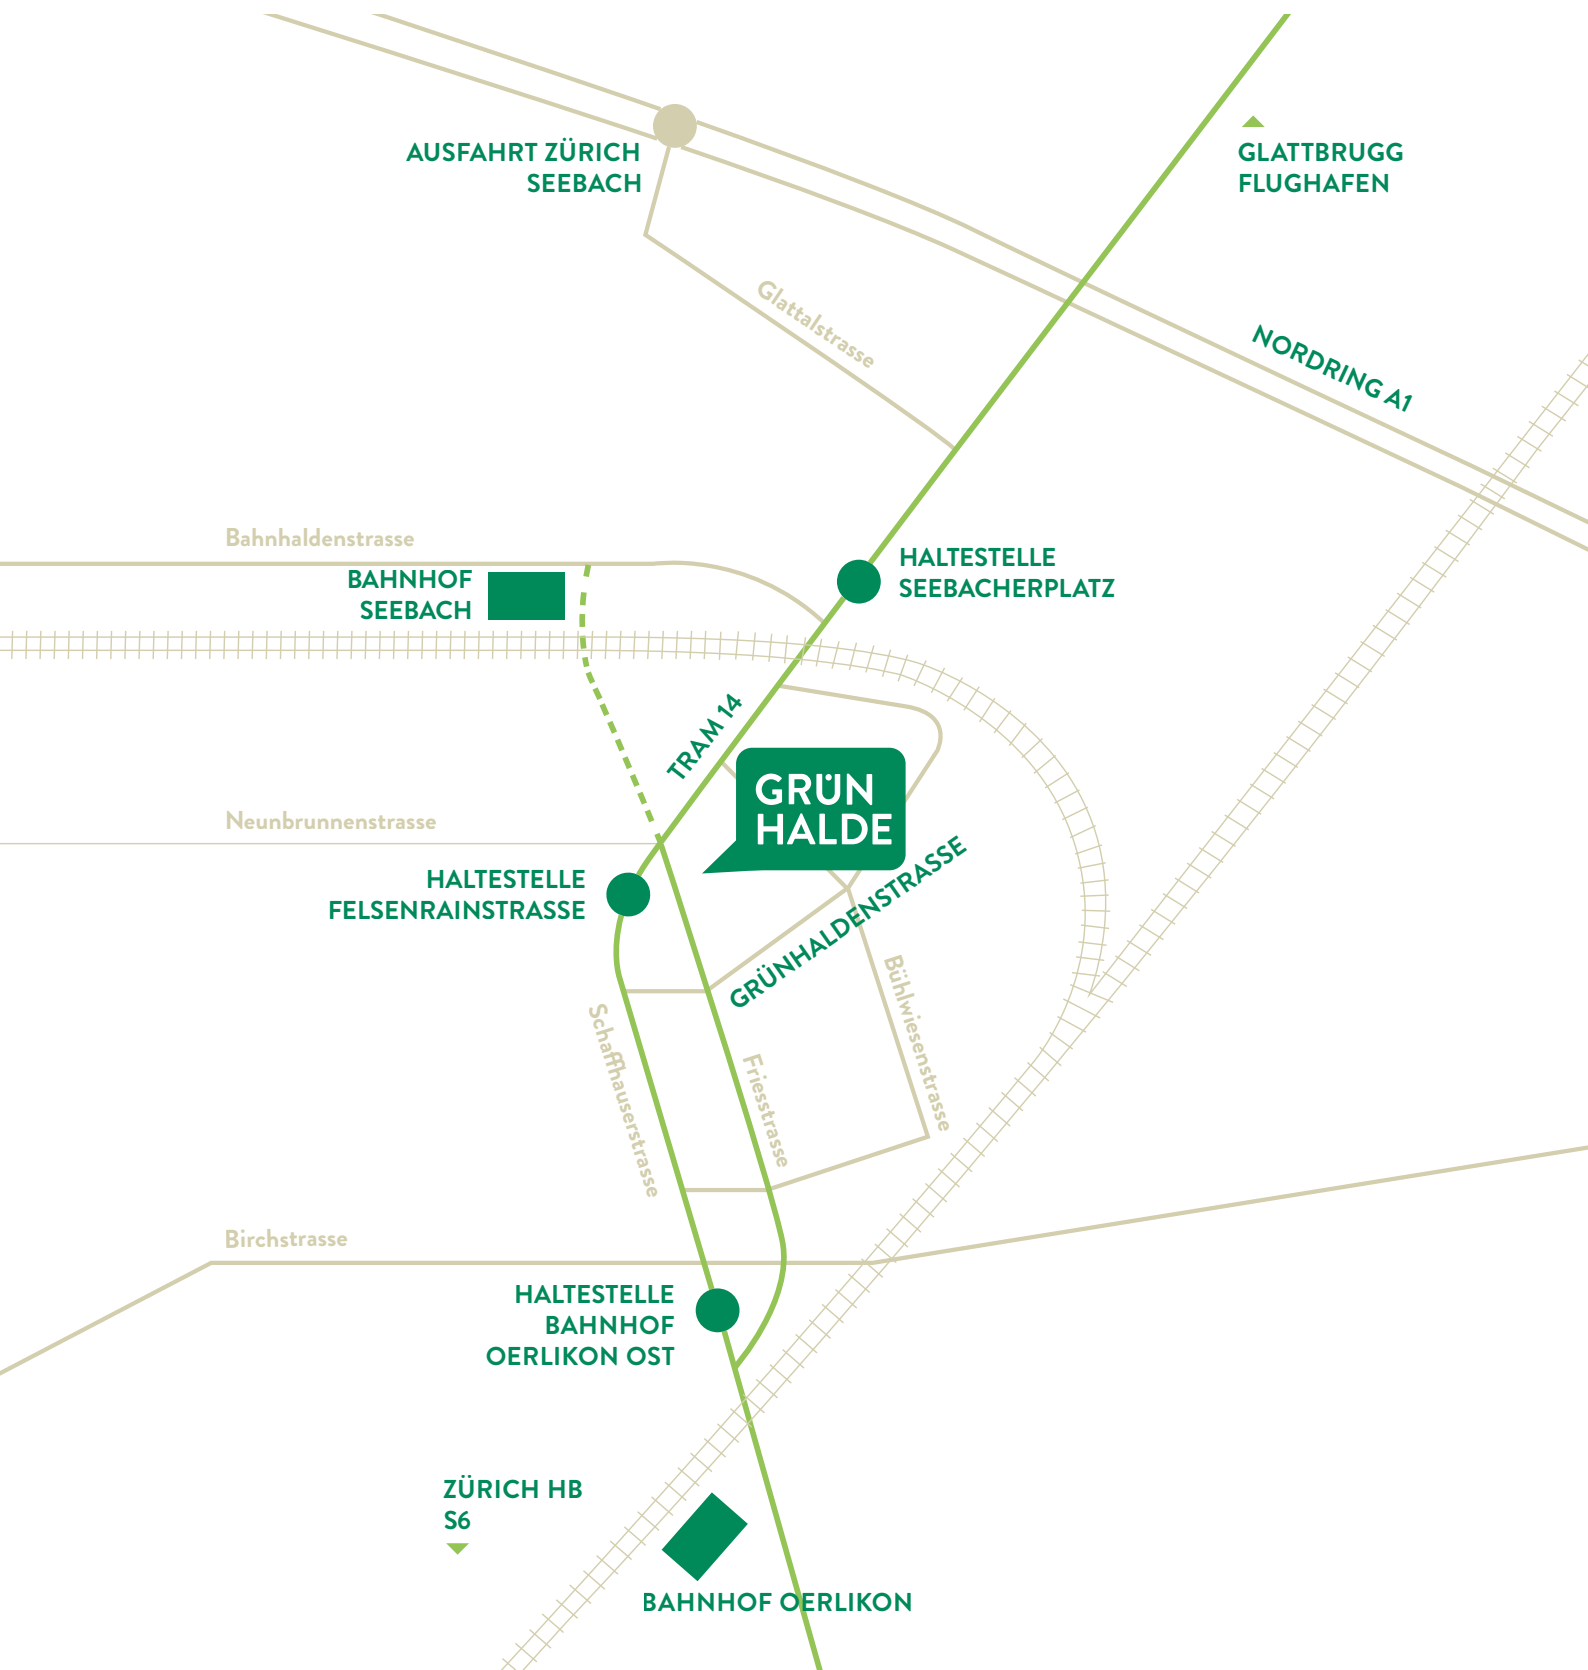 AUSFAHRT ZÜRICH
SEEBACH
GLATTBRUGG
FLUGHAFEN
Glattalstrasse
NORDRING A1
Bahnhaldenstrasse
BAHNHOF
SEEBACH
HALTESTELLE
SEEBACHERPLATZ
TRAM 14
GRÜN
HALDE
Neunbrunnenstrasse
HALTESTELLE
FELSENRAINSTRASSE
GRÜNHALDENSTRASSE
Bühlwiesenstrasse
Schaffhauserstrasse
Friesstrasse
Birchstrasse
HALTESTELLE
BAHNHOF
OERLIKON OST
ZÜRICH HB
S6
BAHNHOF OERLIKON